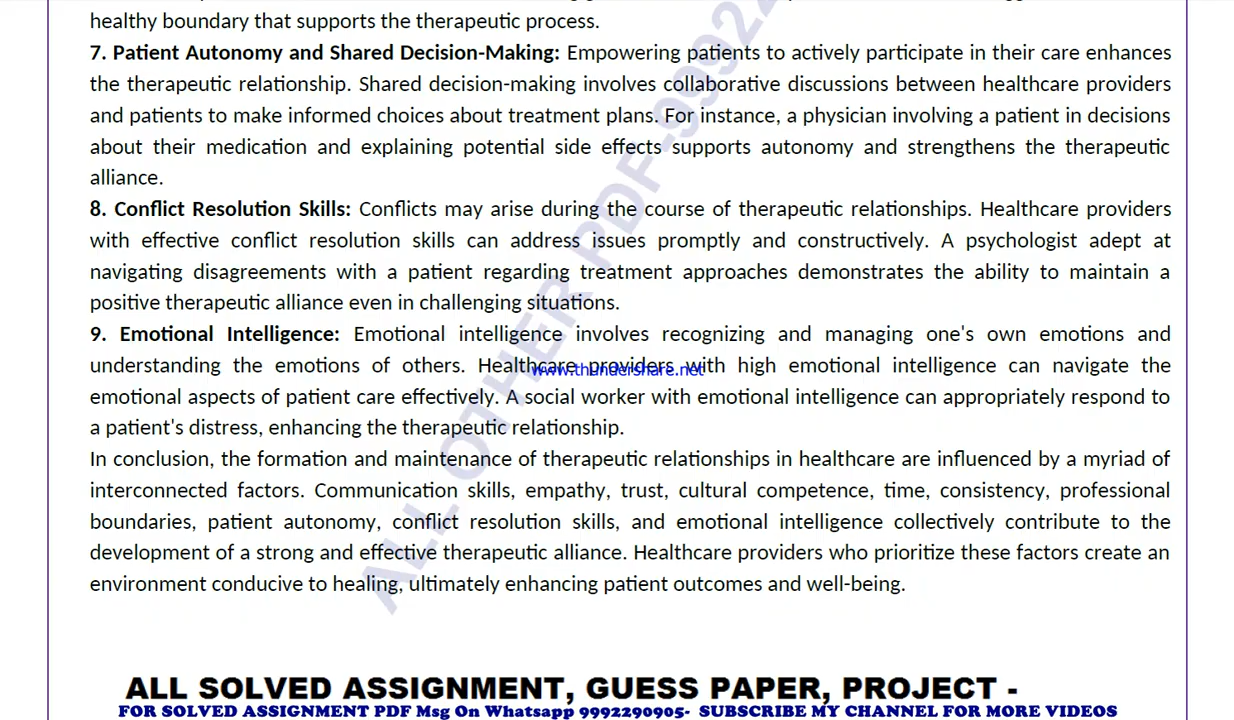 healthy boundary that supports the therapeutic process.
7. Patient Autonomy and Shared Decision-Making: Empowering patients to actively participate in their care enhances
the therapeutic relationship. Shared decision-making involves collaborative discussions between healthcare providers
and patients to make informed choices about treatment plans. For instance, a physician involving a patient in decisions
about their medication and explaining potential side effects supports autonomy and strengthens the therapeutic
alliance.
8. Conflict Resolution Skills: Conflicts may arise during the course of therapeutic relationships. Healthcare providers
with effective conflict resolution skills can address issues promptly and constructively. A psychologist adept at
navigating disagreements with a patient regarding treatment approaches demonstrates the ability to maintain a
positive therapeutic alliance even in challenging situations.
9. Emotional Intelligence: Emotional intelligence involves recognizing and managing one's own emotions and
understanding the emotions of others. Healthcare providers with high emotional intelligence can navigate the
www.thundershare.net
emotional aspects of patient care effectively. A social worker with emotional intelligence can appropriately respond to
a patient's distress, enhancing the therapeutic relationship.
In conclusion, the formation and maintenance of therapeutic relationships in healthcare are influenced by a myriad of
interconnected factors. Communication skills, empathy, trust, cultural competence, time, consistency, professional
boundaries, patient autonomy, conflict resolution skills, and emotional intelligence collectively contribute to the
development of a strong and effective therapeutic alliance. Healthcare providers who prioritize these factors create an
environment conducive to healing, ultimately enhancing patient outcomes and well-being.
ALL OTHER PDF-99922
ALL SOLVED ASSIGNMENT, GUESS PAPER, PROJECT -
FOR SOLVED ASSIGNMENT PDF Msg On Whatsapp 9992290905- SUBSCRIBE MY CHANNEL FOR MORE VIDEOS